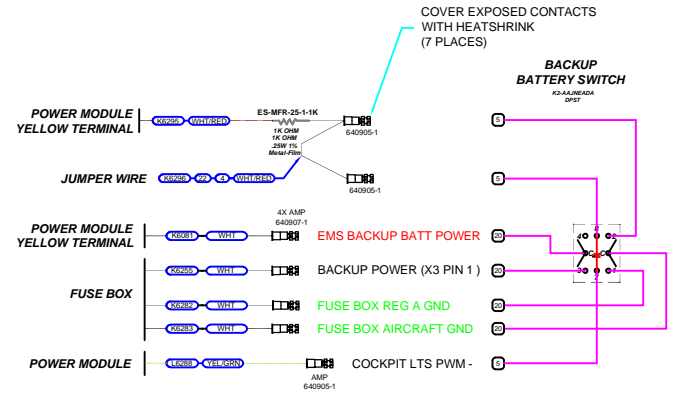 COVER EXPOSED CONTACTS
WITH HEATSHRINK
(7 PLACES)
BACKUP
BATTERY SWITCH
K2-AAJNEADA
DPST
POWER MODULE
YELLOW TERMINAL
K6295
WHT/RED
ES-MFR-25-1-1K
1K OHM
1K OHM
.25W 1%
Metal-Film
640905-1
5
JUMPER WIRE
K6296
22
4
WHT/RED
640905-1
5
4X AMP
640907-1
POWER MODULE
YELLOW TERMINAL
K6081
WHT
EMS BACKUP BATT POWER
20
FUSE BOX
K6255
WHT
BACKUP POWER (X3 PIN 1 )
20
K6282
WHT
FUSE BOX REG A GND
20
K6283
WHT
FUSE BOX AIRCRAFT GND
20
POWER MODULE
L6288
YEL/GRN
AMP
640905-1
COCKPIT LTS PWM -
5